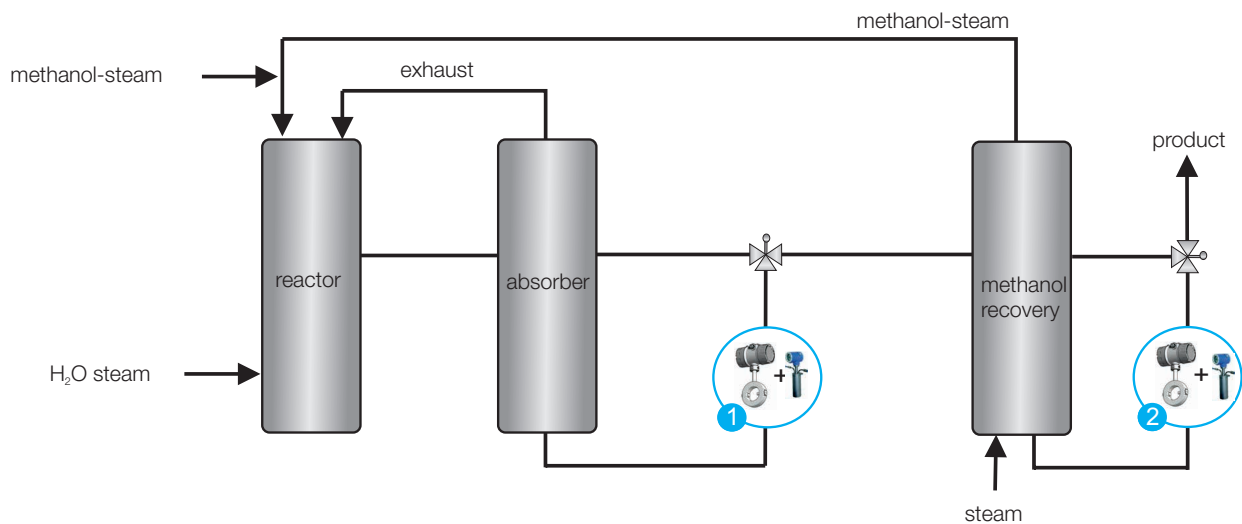 methanol-steam
methanol-steam
exhaust
product
reactor
absorber
methanol
recovery
H₂O steam
+
+
1
2
steam